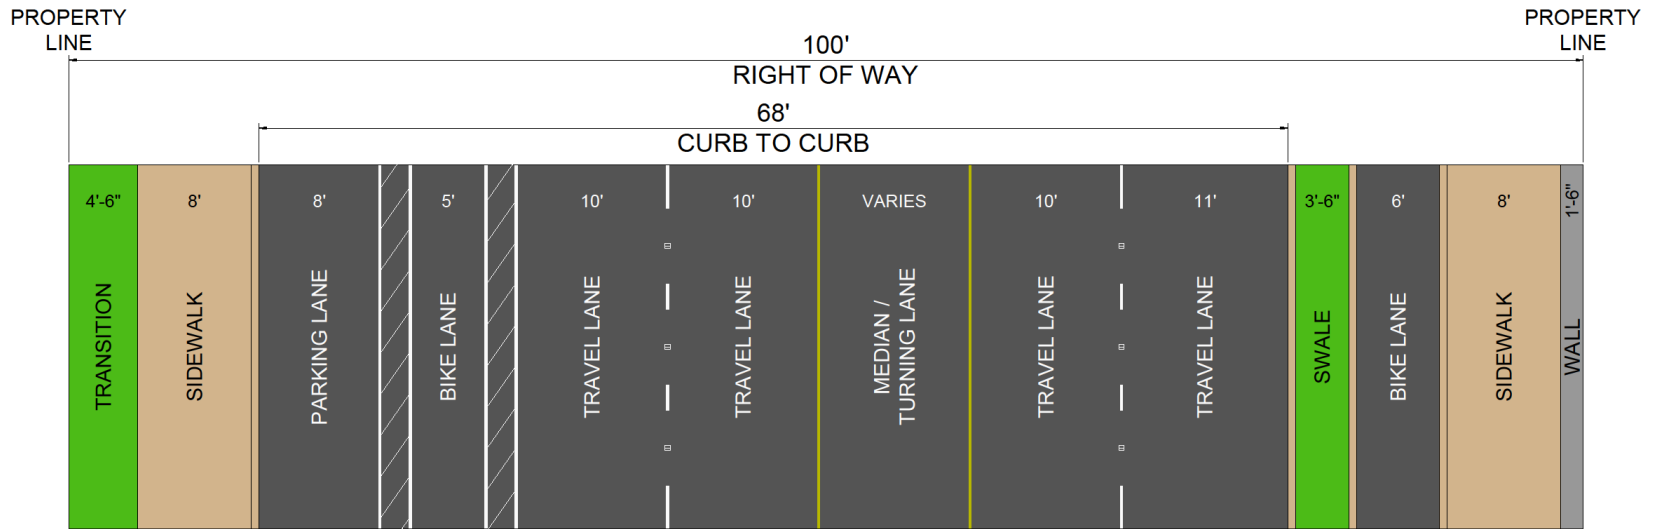 PROPERTY
LINE
PROPERTY
LINE
100'
RIGHT OF WAY
68'
CURB TO CURB
4'-6"
8'
8'
5'
10'
10'
VARIES
10'
11'
3'-6"
6'
8'
1'-6"
TRANSITION
SIDEWALK
PARKING LANE
BIKE LANE
TRAVEL LANE
TRAVEL LANE
MEDIAN /
TURNING LANE
TRAVEL LANE
TRAVEL LANE
SWALE
BIKE LANE
SIDEWALK
WALL